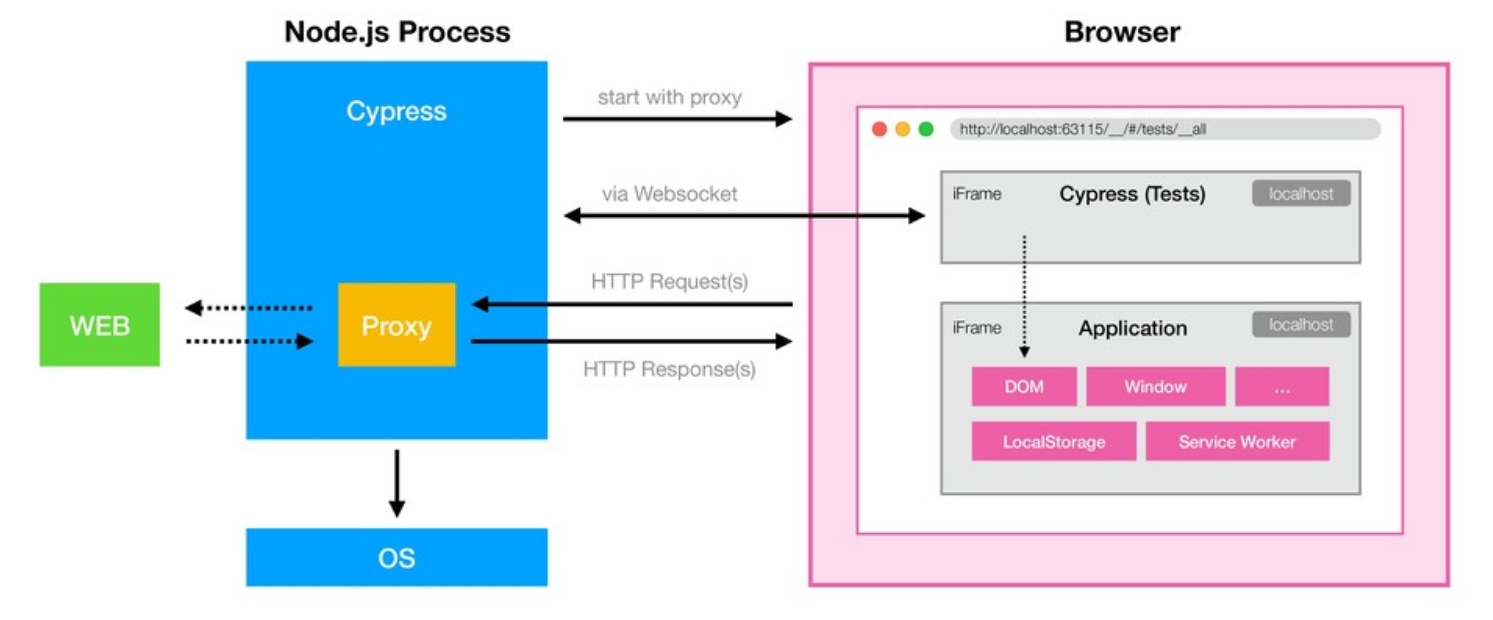 Node.js Process
Browser
Cypress
start with proxy
http://localhost:63115/__/#/tests/__all
via Websocket
iFrame Cypress (Tests) localhost
HTTP Request(s)
WEB
Proxy
iFrame Application localhost
HTTP Response(s)
DOM Window ...
LocalStorage Service Worker
OS